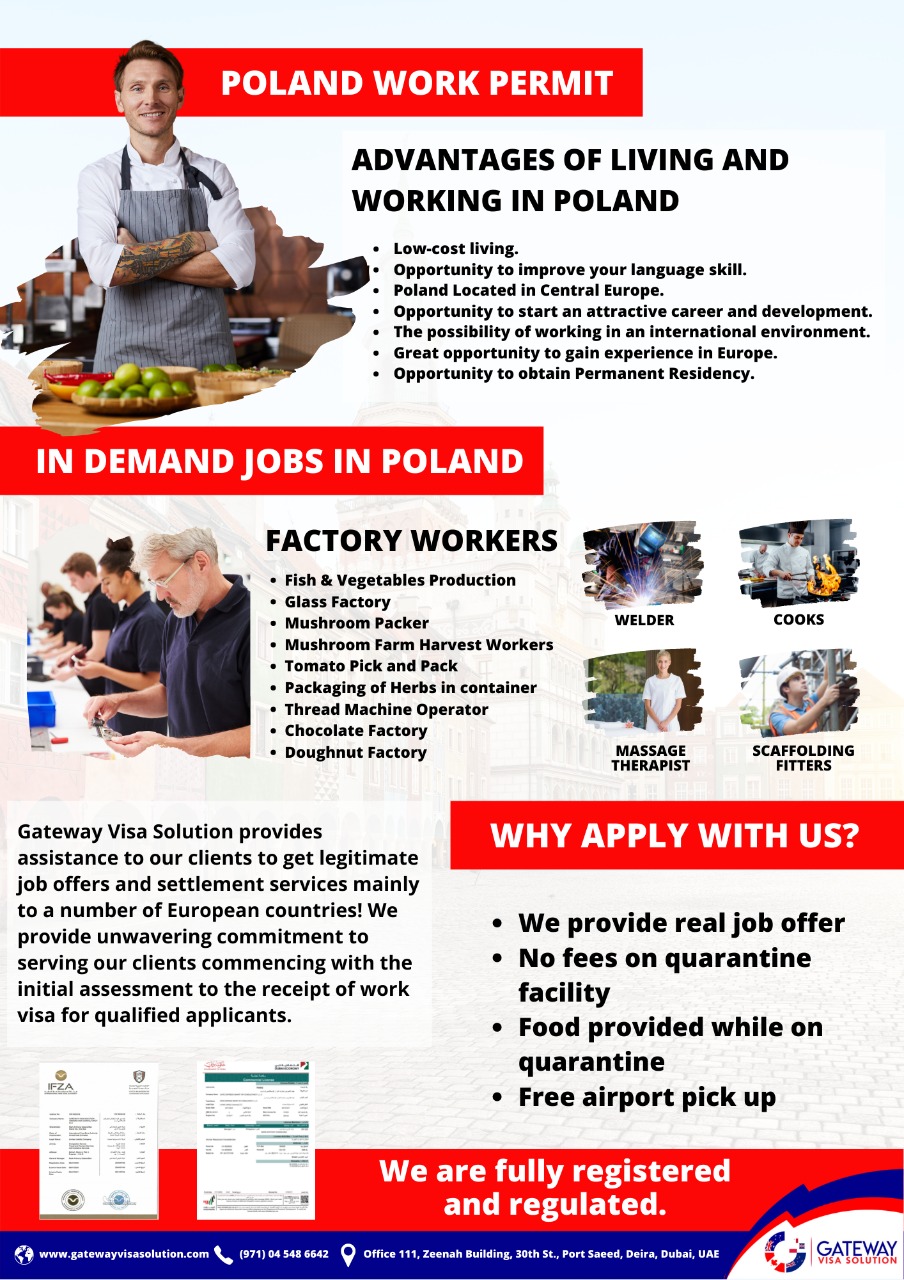 POLAND WORK PERMIT
ADVANTAGES OF LIVING AND
WORKING IN POLAND
• Low-cost living.
• Opportunity to improve your language skill.
• Poland Located in Central Europe.
• Opportunity to start an attractive career and development.
• The possibility of working in an international environment.
• Great opportunity to gain experience in Europe.
• Opportunity to obtain Permanent Residency.
IN DEMAND JOBS IN POLAND
FACTORY WORKERS
• Fish & Vegetables Production
• Glass Factory
• Mushroom Packer
• Mushroom Farm Harvest Workers
• Tomato Pick and Pack
• Packaging of Herbs in container
• Thread Machine Operator
• Chocolate Factory
• Doughnut Factory
WELDER
COOKS
MASSAGE
THERAPIST
SCAFFOLDING
FITTERS
Gateway Visa Solution provides
assistance to our clients to get legitimate
job offers and settlement services mainly
to a number of European countries! We
provide unwavering commitment to
serving our clients commencing with the
initial assessment to the receipt of work
visa for qualified applicants.
WHY APPLY WITH US?
• We provide real job offer
• No fees on quarantine
facility
• Food provided while on
quarantine
• Free airport pick up
IFZA
Commercial License
We are fully registered
and regulated.
www.gatewayvisasolution.com
(971) 04 548 6642
Office 111, Zeenah Building, 30th St., Port Saeed, Deira, Dubai, UAE
GATEWAY
VISA SOLUTION